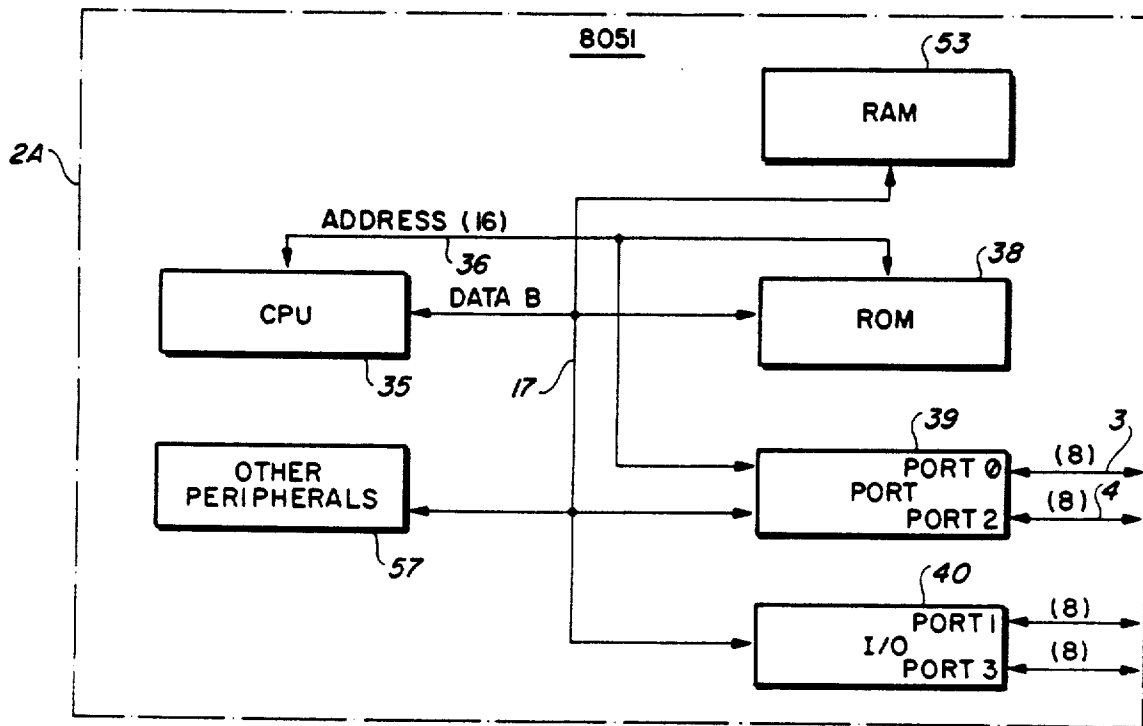 8051
53
RAM
2A
ADDRESS (16)
36
38
CPU
DATA B
ROM
35
17
39
3
OTHER
PERIPHERALS
PORT 0
(8)
PORT
4
PORT 2
(8)
57
40
PORT 1
(8)
I/O
PORT 3
(8)